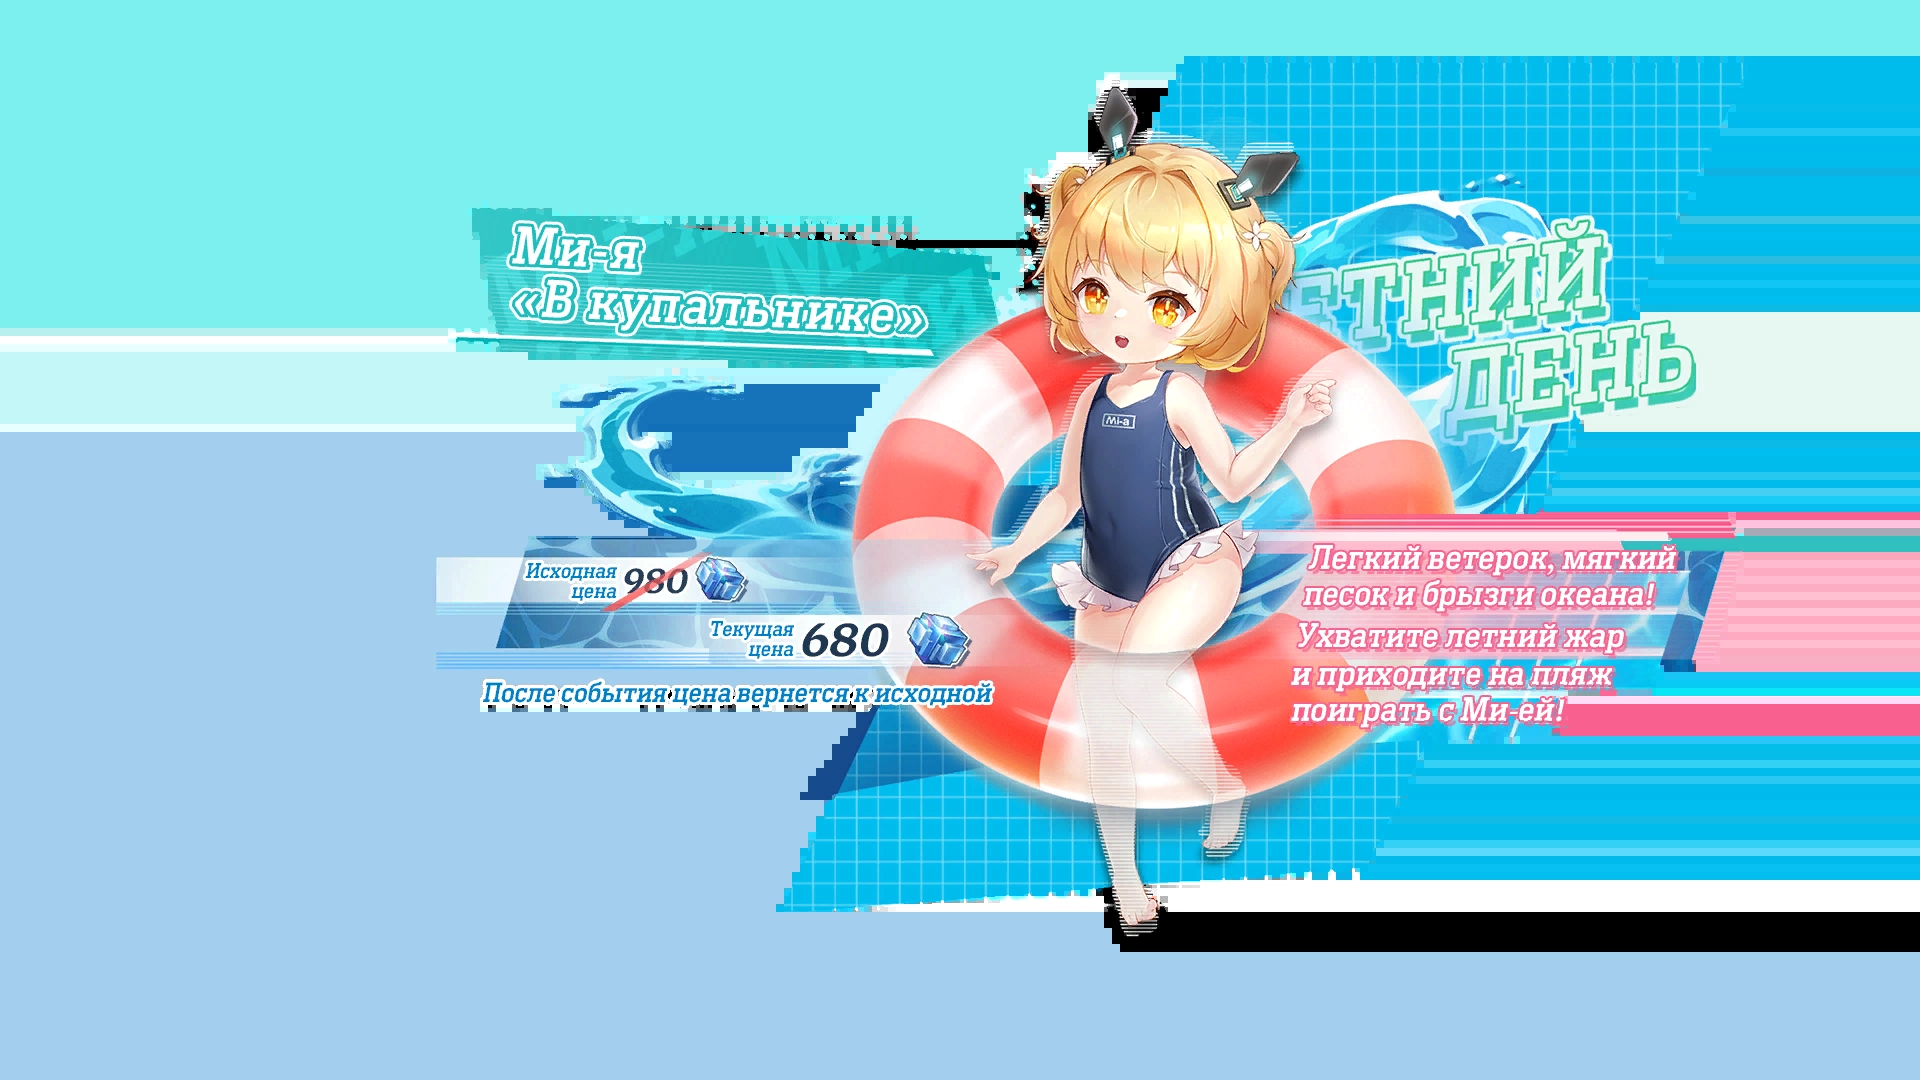 Ми-я
«В купальнике»
ЕТНИЙ
ДЕНЬ
Mi-a
Исходная
цена 980
Текущая
цена 680
После события цена вернется к исходной
Легкий ветерок, мягкий
песок и брызги океана!
Ухватите летний жар
и приходите на пляж
поиграть с Ми-ей!